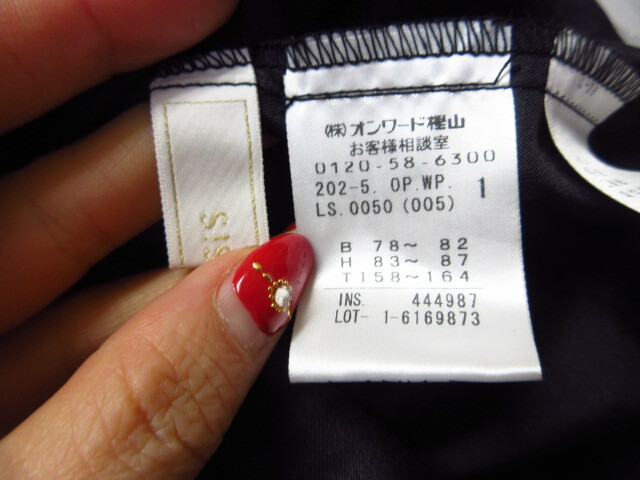 (株)オンワード樫山
お客様相談室
0120-58-6300
202-5. OP.WP. 1
LS.0050 (005)
B 78～ 82
H 83～ 87
T158～164
INS. 444987
LOT- 1-6169873
sis